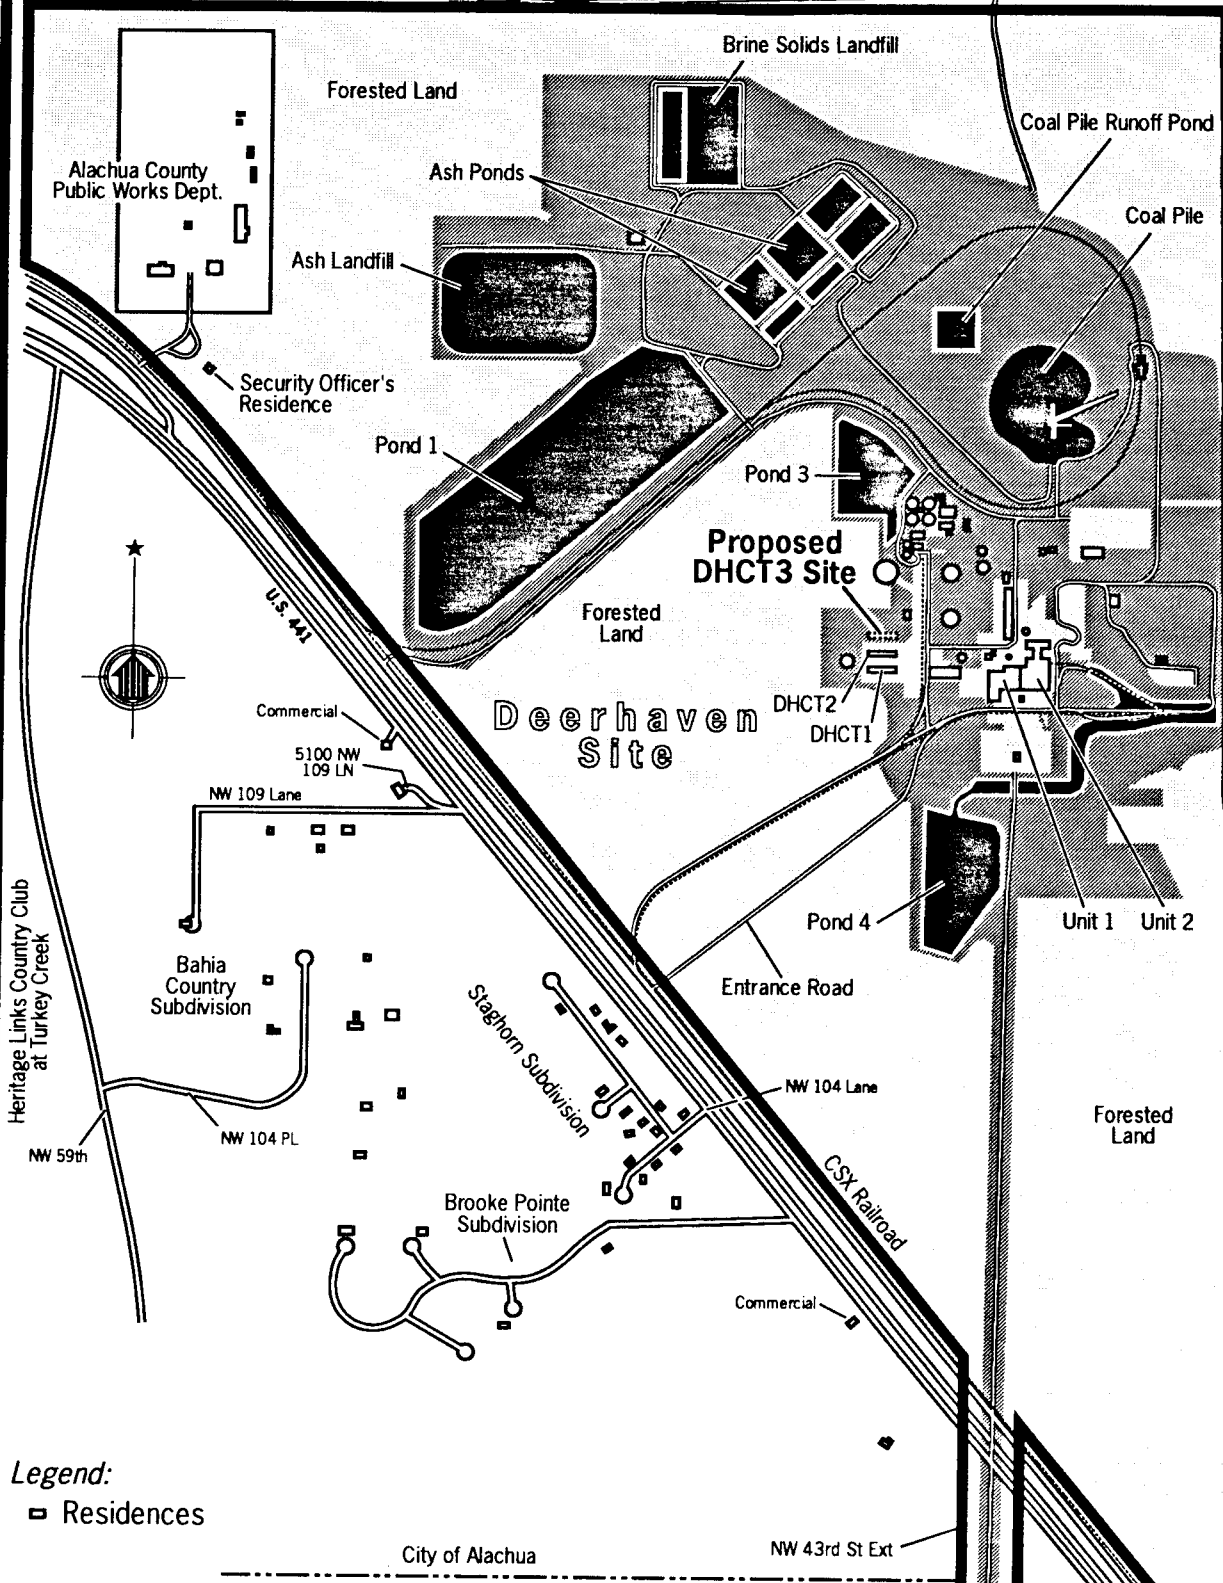 Brine Solids Landfill
Forested Land
Coal Pile Runoff Pond
Alachua County
Public Works Dept.
Ash Ponds
Coal Pile
Ash Landfill
Security Officer's
Residence
Pond 1
Pond 3
Proposed
DHCT3 Site
U.S. 441
Forested
Land
Commercial
Deerhaven
Site
DHCT2
DHCT1
5100 NW
109 LN
NW 109 Lane
Heritage Links Country Club
at Turkey Creek
Pond 4
Unit 1
Unit 2
Bahia
Country
Subdivision
Entrance Road
Staghorn Subdivision
NW 104 Lane
Forested
Land
NW 59th
NW 104 PL
CSX Railroad
Brooke Pointe
Subdivision
Commercial
Legend:
Residences
NW 43rd St Ext
City of Alachua